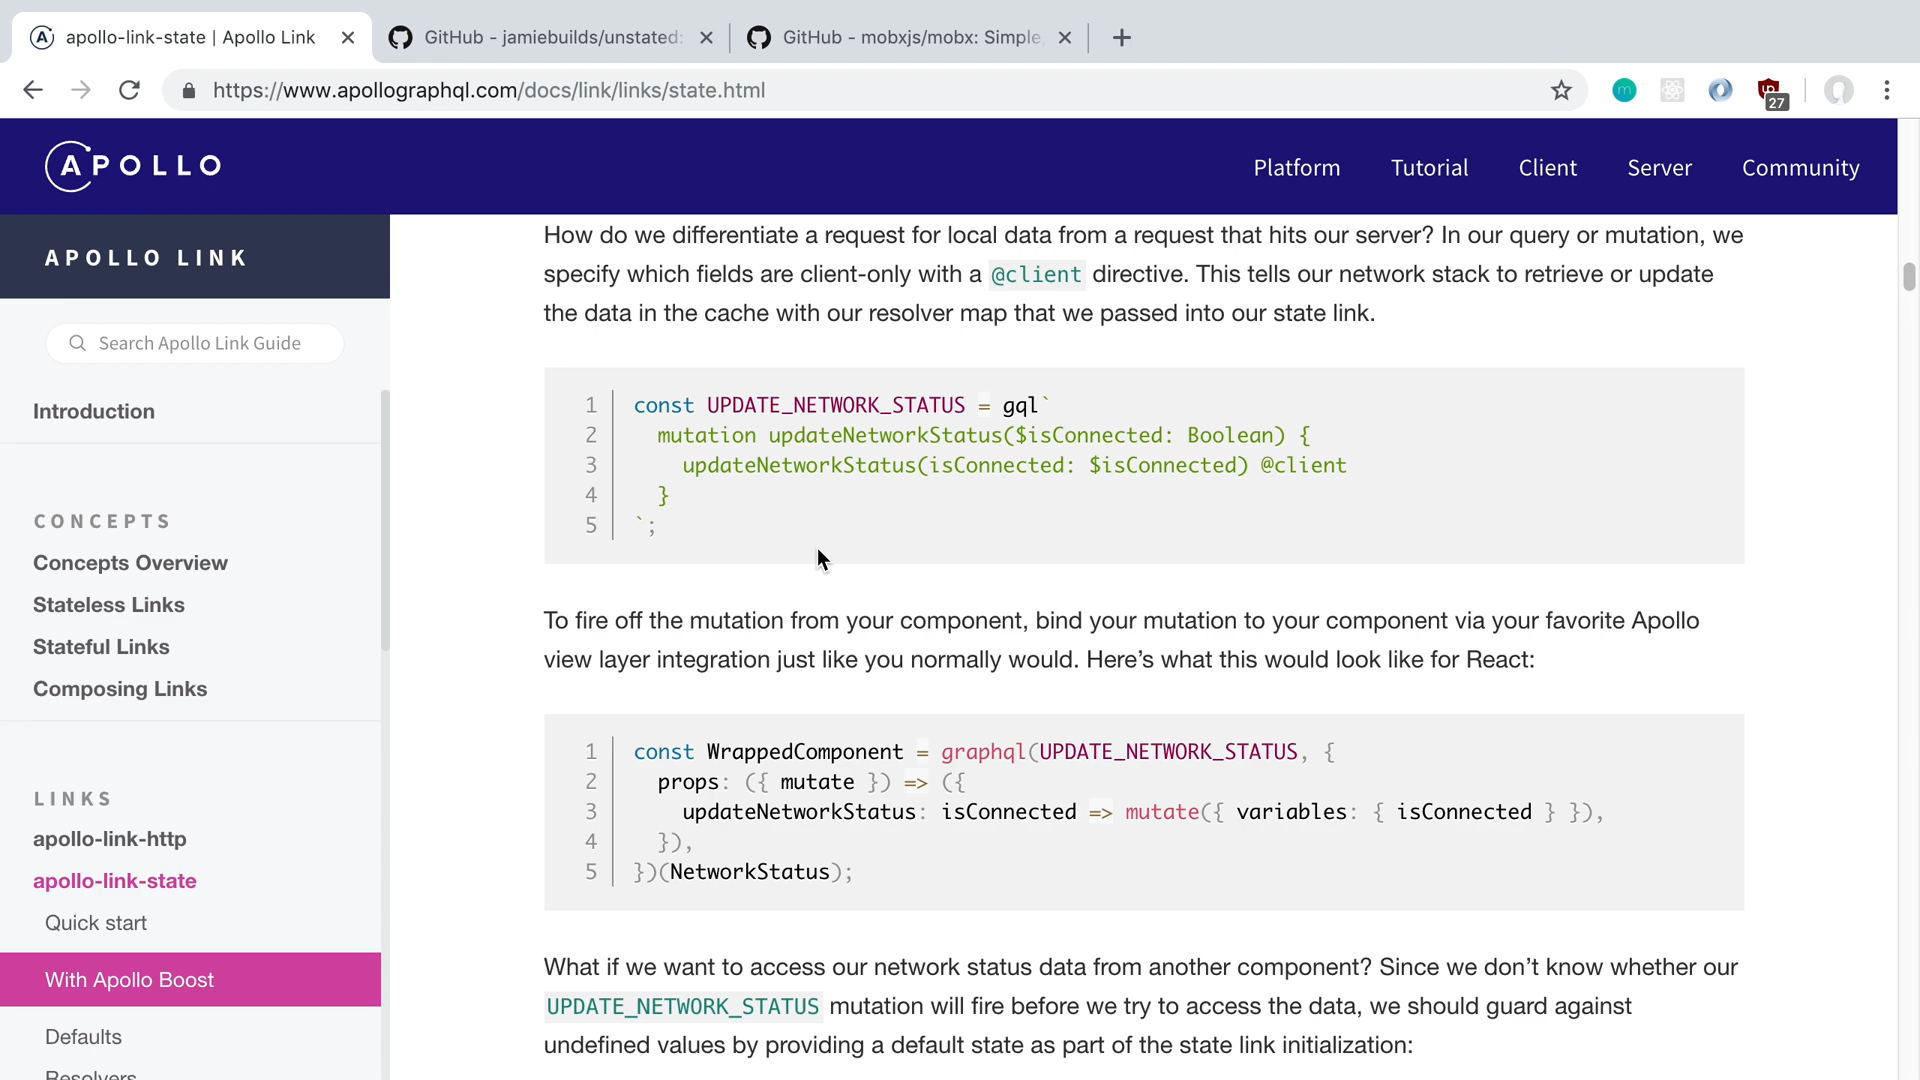 apollo-link-state | Apollo Link
GitHub - jamiebuilds/unstated:
GitHub - mobxjs/mobx: Simple,
https://www.apollographql.com/docs/link/links/state.html
m
27
APOLLO
Platform
Tutorial
Client
Server
Community
APOLLO LINK
Search Apollo Link Guide
Introduction
CONCEPTS
Concepts Overview
Stateless Links
Stateful Links
Composing Links
LINKS
apollo-link-http
apollo-link-state
Quick start
With Apollo Boost
Defaults
Resolvers
How do we differentiate a request for local data from a request that hits our server? In our query or mutation, we
specify which fields are client-only with a @client directive. This tells our network stack to retrieve or update
the data in the cache with our resolver map that we passed into our state link.
1 const UPDATE_NETWORK_STATUS = gql`
2 mutation updateNetworkStatus($isConnected: Boolean) {
3 updateNetworkStatus(isConnected: $isConnected) @client
4 }
5 `;
To fire off the mutation from your component, bind your mutation to your component via your favorite Apollo
view layer integration just like you normally would. Here’s what this would look like for React:
1 const WrappedComponent = graphql(UPDATE_NETWORK_STATUS, {
2 props: ({ mutate }) => ({
3 updateNetworkStatus: isConnected => mutate({ variables: { isConnected } }),
4 }),
5 })(NetworkStatus);
What if we want to access our network status data from another component? Since we don’t know whether our
UPDATE_NETWORK_STATUS mutation will fire before we try to access the data, we should guard against
undefined values by providing a default state as part of the state link initialization: